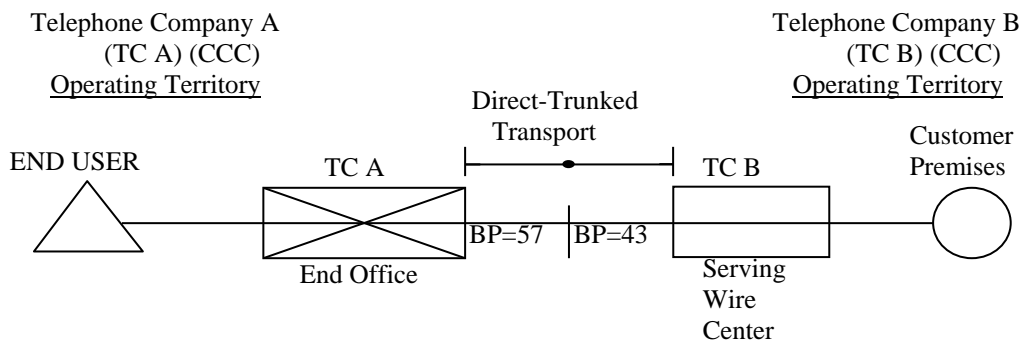 Telephone Company A
(TC A) (CCC)
Operating Territory
Telephone Company B
(TC B) (CCC)
Operating Territory
Direct-Trunked
Transport
Customer
Premises
END USER
TC A
TC B
BP=57
BP=43
End Office
Serving
Wire
Center